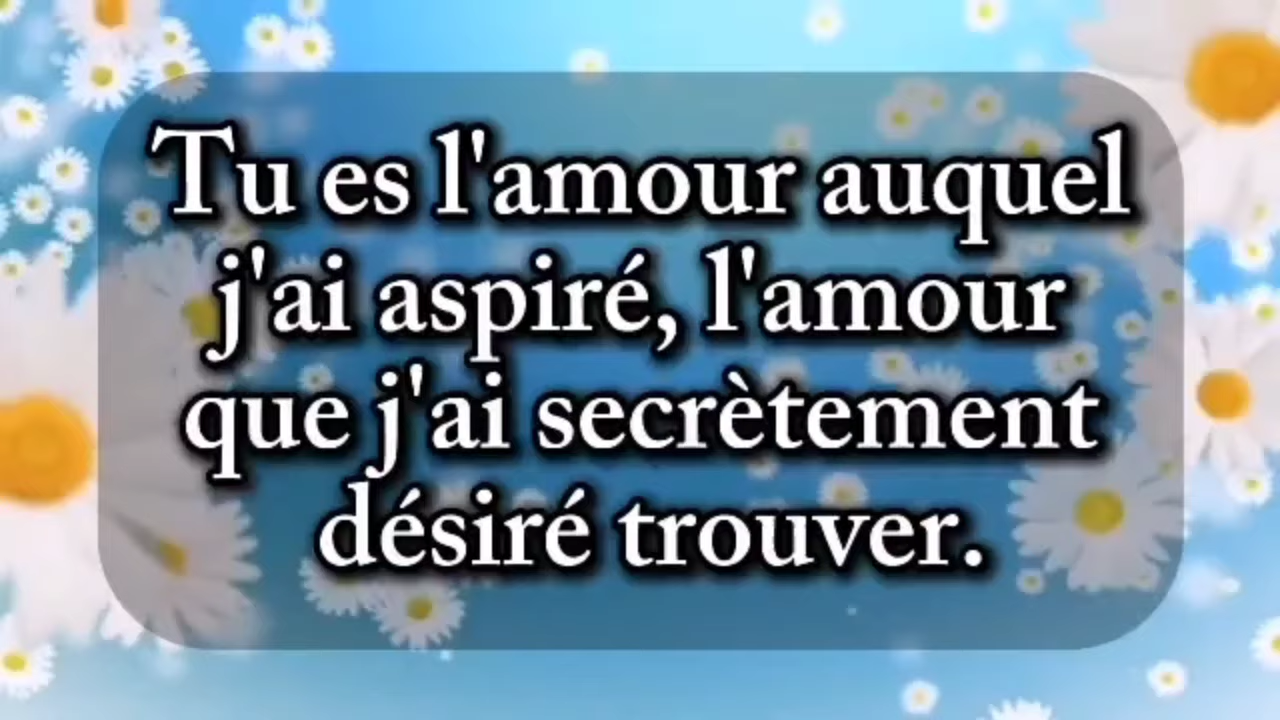 Tu es l'amour auquel
j'ai aspiré, l'amour
que j'ai secrètement
désiré trouver.